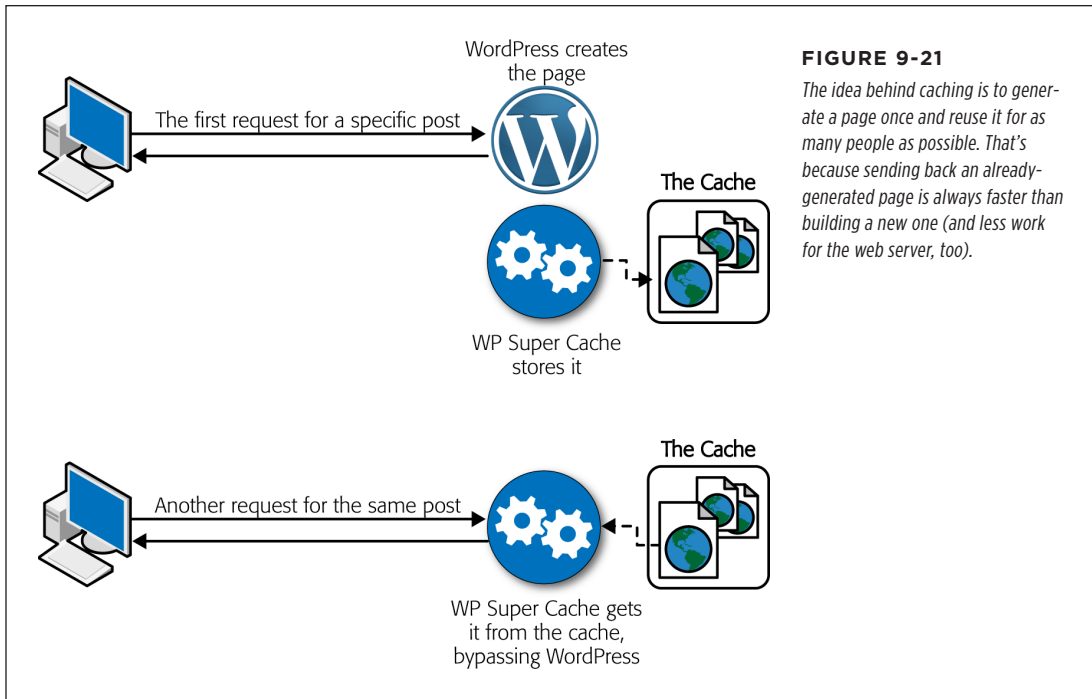 WordPress creates
the page
The first request for a specific post
The Cache
WP Super Cache
stores it
The Cache
Another request for the same post
WP Super Cache gets
it from the cache,
bypassing WordPress
FIGURE 9-21
The idea behind caching is to gener-
ate a page once and reuse it for as
many people as possible. That’s
because sending back an already-
generated page is always faster than
building a new one (and less work
for the web server, too).